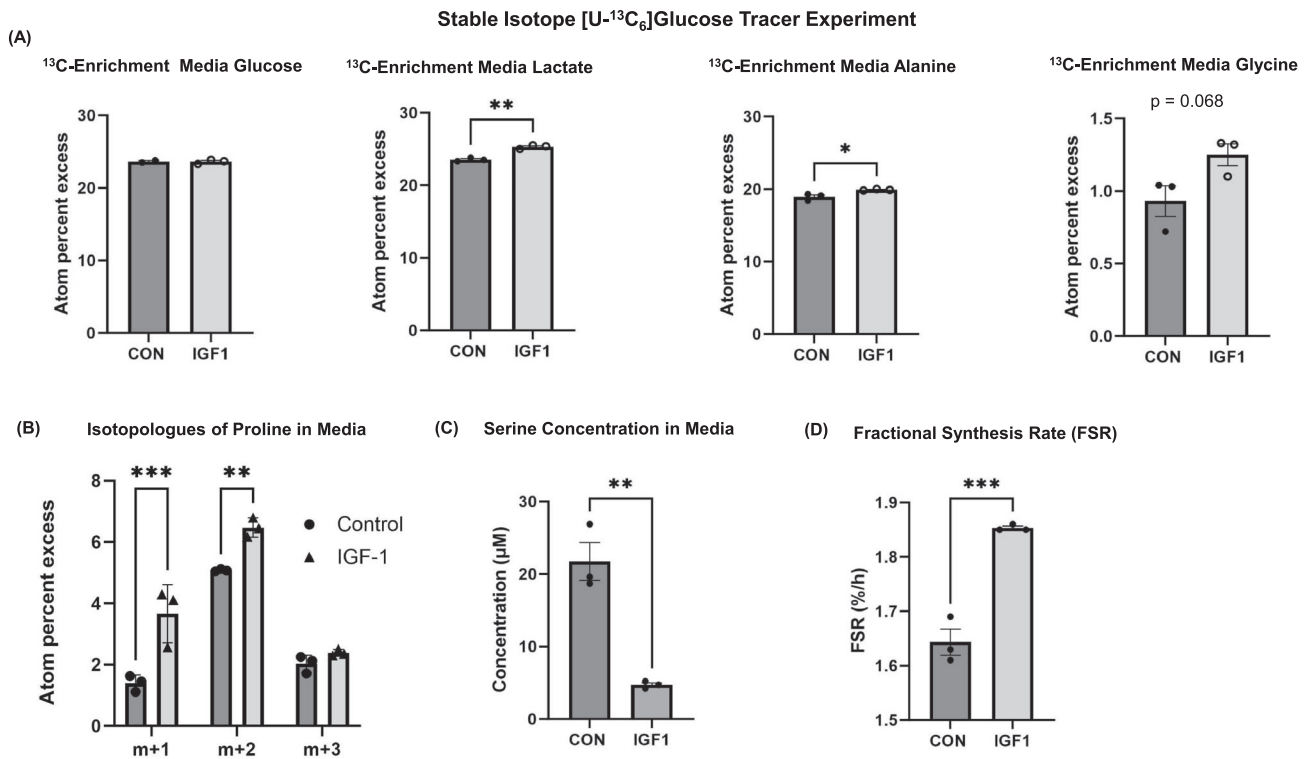 Stable Isotope [U-¹³C₆]Glucose Tracer Experiment
(A)
¹³C-Enrichment Media Glucose
Atom percent excess
30
20
10
0
CON IGF1
¹³C-Enrichment Media Lactate
**
Atom percent excess
30
20
10
0
CON IGF1
¹³C-Enrichment Media Alanine
*
Atom percent excess
30
20
10
0
CON IGF1
¹³C-Enrichment Media Glycine
p = 0.068
Atom percent excess
1.5
1.0
0.5
0.0
CON IGF1
(B) Isotopologues of Proline in Media
*** **
Atom percent excess
8
6
4
2
0
m+1 m+2 m+3
Control
IGF-1
(C) Serine Concentration in Media
**
Concentration (µM)
30
20
10
0
CON IGF1
(D) Fractional Synthesis Rate (FSR)
***
FSR (%/h)
1.9
1.8
1.7
1.6
1.5
CON IGF1